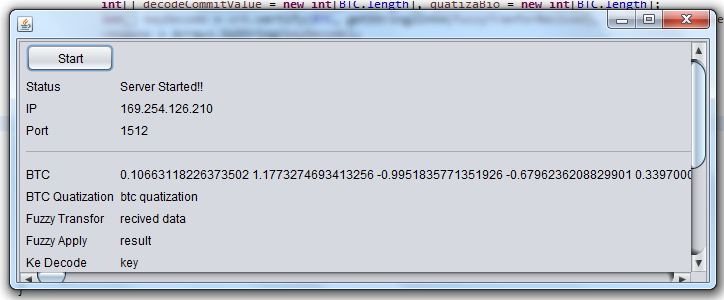 int[] decodeCommitValue = new int[BTC.length], quatizaBio = new int[BTC.length];
Start
Status Server Started!!
IP 169.254.126.210
Port 1512
BTC 0.10663118226373502 1.1773274693413256 -0.9951835771351926 -0.6796236208829901 0.3397000
BTC Quatization btc quatization
Fuzzy Transfor recived data
Fuzzy Apply result
Ke Decode key